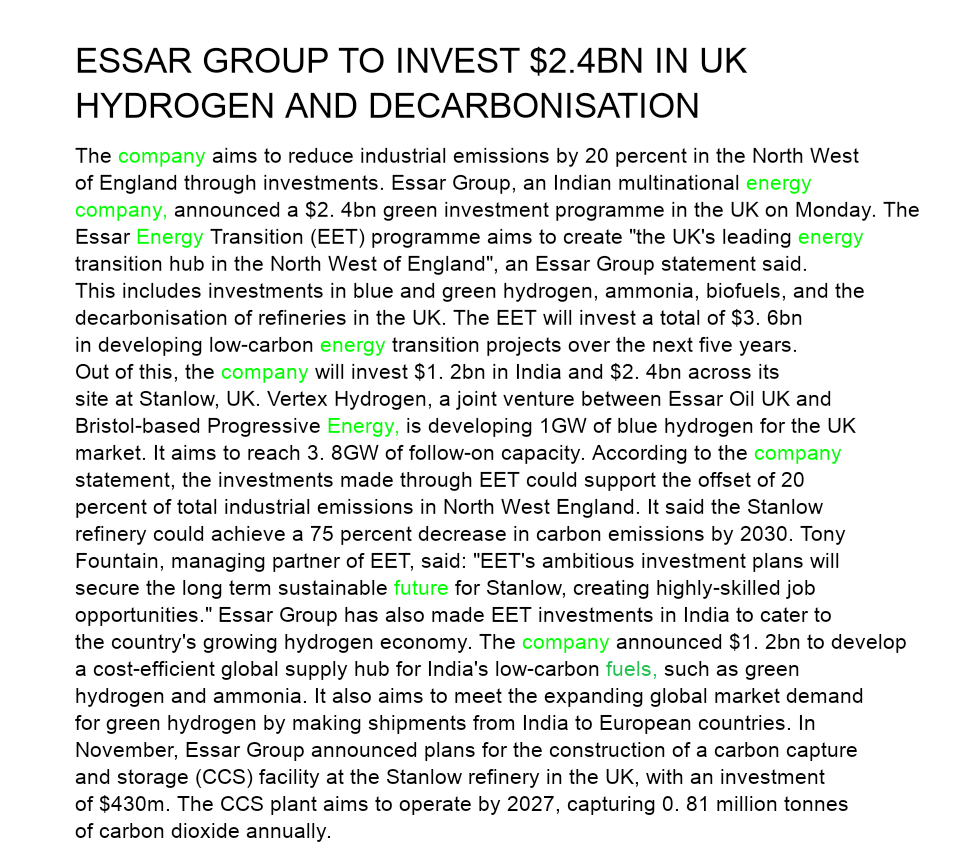 ESSAR GROUP TO INVEST $2.4BN IN UK
HYDROGEN AND DECARBONISATION
The company aims to reduce industrial emissions by 20 percent in the North West
of England through investments. Essar Group, an Indian multinational energy
company, announced a $2. 4bn green investment programme in the UK on Monday. The
Essar Energy Transition (EET) programme aims to create "the UK's leading energy
transition hub in the North West of England", an Essar Group statement said.
This includes investments in blue and green hydrogen, ammonia, biofuels, and the
decarbonisation of refineries in the UK. The EET will invest a total of $3. 6bn
in developing low-carbon energy transition projects over the next five years.
Out of this, the company will invest $1. 2bn in India and $2. 4bn across its
site at Stanlow, UK. Vertex Hydrogen, a joint venture between Essar Oil UK and
Bristol-based Progressive Energy, is developing 1GW of blue hydrogen for the UK
market. It aims to reach 3. 8GW of follow-on capacity. According to the company
statement, the investments made through EET could support the offset of 20
percent of total industrial emissions in North West England. It said the Stanlow
refinery could achieve a 75 percent decrease in carbon emissions by 2030. Tony
Fountain, managing partner of EET, said: "EET's ambitious investment plans will
secure the long term sustainable future for Stanlow, creating highly-skilled job
opportunities." Essar Group has also made EET investments in India to cater to
the country's growing hydrogen economy. The company announced $1. 2bn to develop
a cost-efficient global supply hub for India's low-carbon fuels, such as green
hydrogen and ammonia. It also aims to meet the expanding global market demand
for green hydrogen by making shipments from India to European countries. In
November, Essar Group announced plans for the construction of a carbon capture
and storage (CCS) facility at the Stanlow refinery in the UK, with an investment
of $430m. The CCS plant aims to operate by 2027, capturing 0. 81 million tonnes
of carbon dioxide annually.